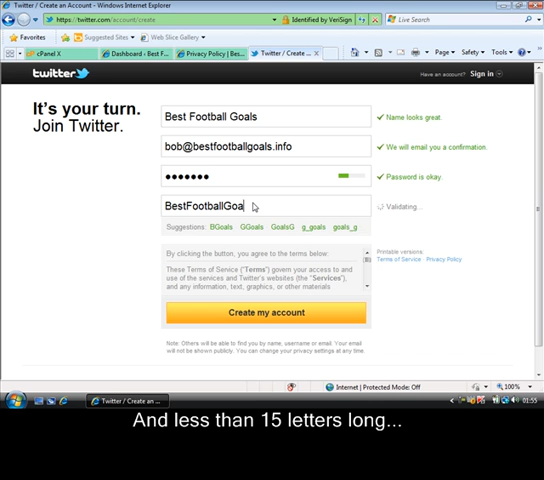 Twitter / Create an Account - Windows Internet Explorer
https://twitter.com/account/create
Identified by VeriSign
Live Search
Favorites
Suggested Sites
Web Slice Gallery
cPanel X
Dashboard - Best F...
Privacy Policy | Bes...
Twitter / Create ...
Page
Safety
Tools
twitter
Have an account? Sign in
It's your turn.
Join Twitter.
Best Football Goals
Name looks great.
bob@bestfootballgoals.info
We will email you a confirmation.
Password is okay.
BestFootballGoa
Validating...
Suggestions: BGoals GGoals GoalsG g_goals goals_g
By clicking the button, you agree to the terms below:
These Terms of Service ("Terms") govern your access to and
use of the services and Twitter's websites (the "Services"),
and any information, text, graphics, or other materials
Printable versions:
Terms of Service · Privacy Policy
Create my account
Note: Others will be able to find you by name, username or email. Your email
will not be shown publicly. You can change your privacy settings at any time.
Internet | Protected Mode: Off
100%
Twitter / Create an...
01:55
And less than 15 letters long...